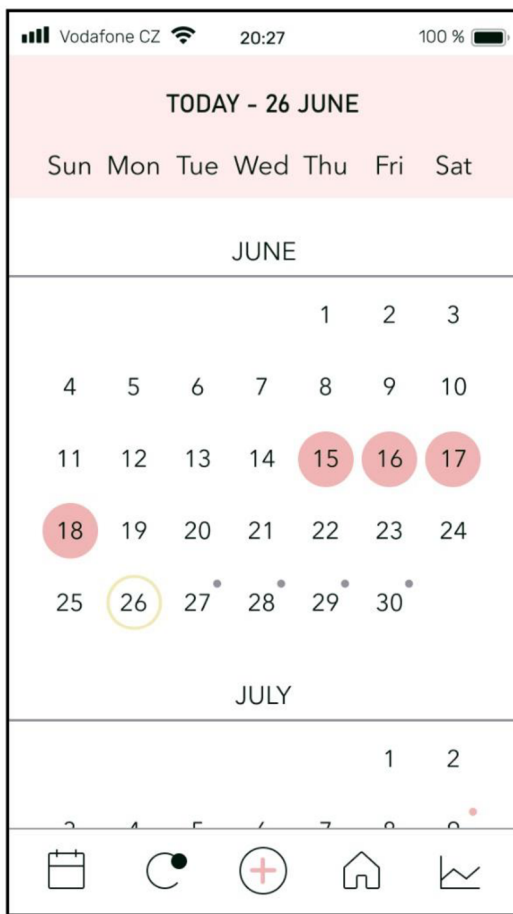 Vodafone CZ 20:27 100 %
TODAY - 26 JUNE
Sun Mon Tue Wed Thu Fri Sat
JUNE
1 2 3
4 5 6 7 8 9 10
11 12 13 14 15 16 17
18 19 20 21 22 23 24
25 26 27 28 29 30
JULY
1 2